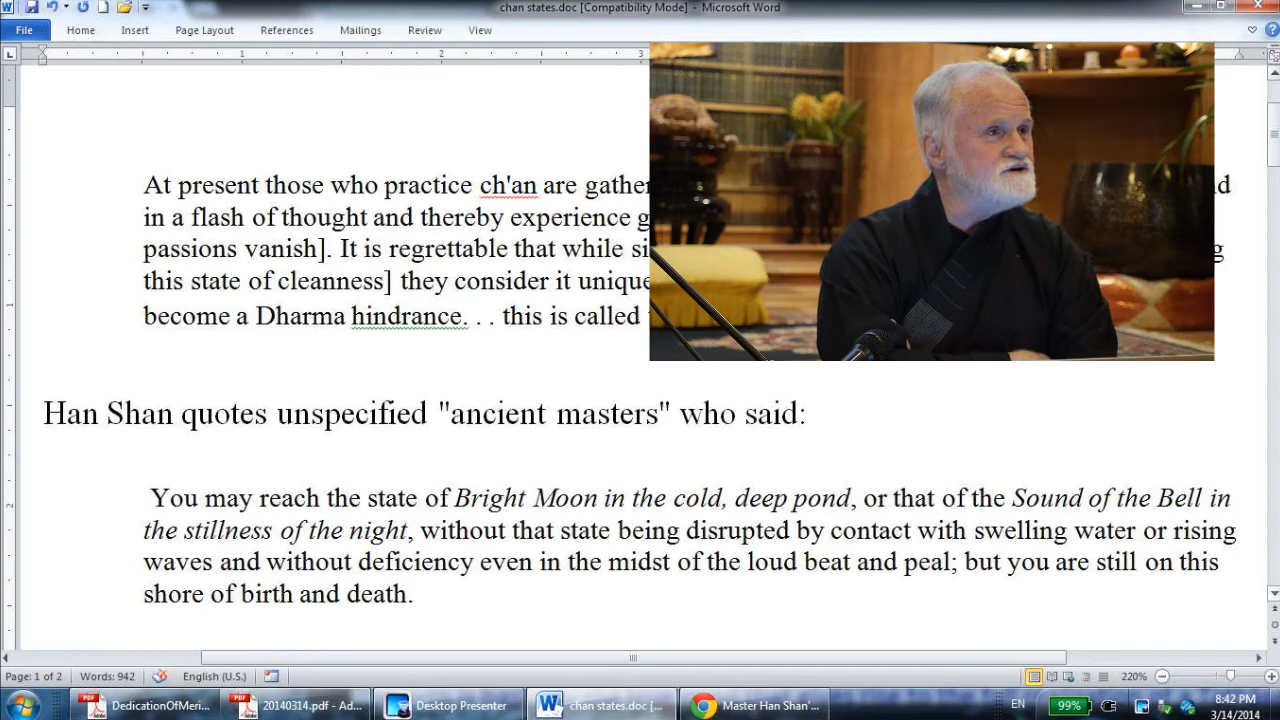 chan states.doc [Compatibility Mode] - Microsoft Word
File Home Insert Page Layout References Mailings Review View
1 2 3
At present those who practice ch'an are gather
in a flash of thought and thereby experience g
passions vanish]. It is regrettable that while si
this state of cleanness] they consider it unique
become a Dharma hindrance. . . this is called
Han Shan quotes unspecified "ancient masters" who said:
You may reach the state of Bright Moon in the cold, deep pond, or that of the Sound of the Bell in
the stillness of the night, without that state being disrupted by contact with swelling water or rising
waves and without deficiency even in the midst of the loud beat and peal; but you are still on this
shore of birth and death.
Page: 1 of 2 Words: 942 English (U.S.) 220%
DedicationOfMeri... 20140314.pdf - Ad... Desktop Presenter chan states.doc [... Master Han Shan'... EN 99% 8:42 PM
3/14/2014